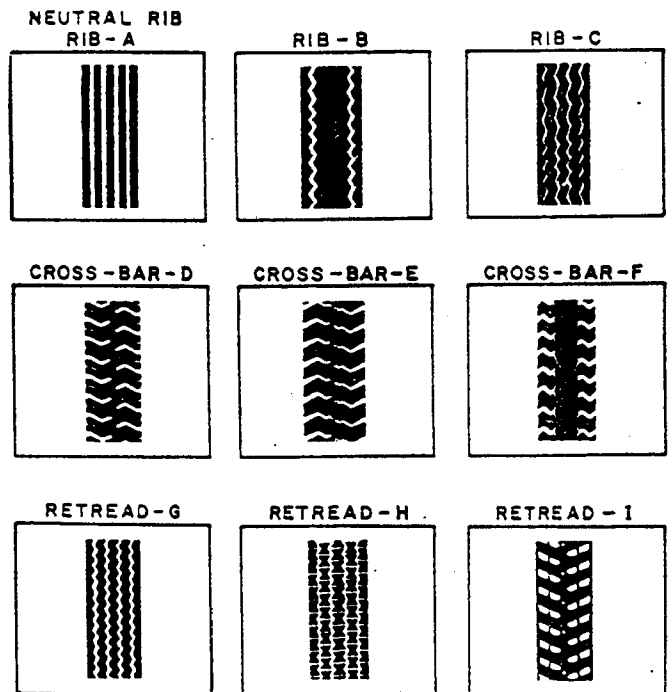 NEUTRAL RIB
RIB-A
RIB-B
RIB-C
CROSS-BAR-D
CROSS-BAR-E
CROSS-BAR-F
RETREAD-G
RETREAD-H
RETREAD-I